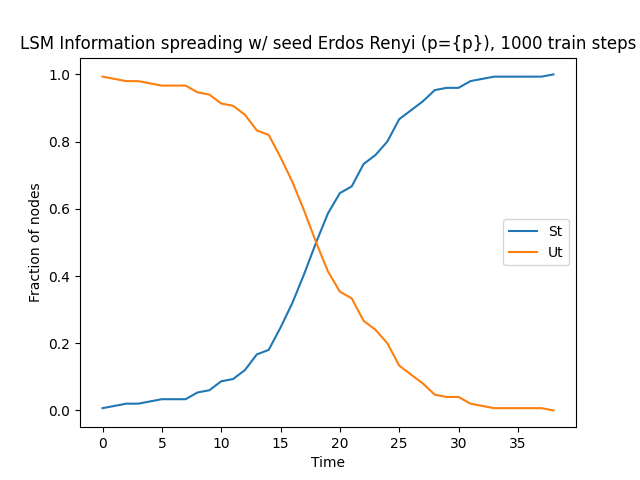 LSM Information spreading w/ seed Erdos Renyi (p={p}), 1000 train steps
1.0
0.8
0.6
0.4
0.2
0.0
Fraction of nodes
St
Ut
0 5 10 15 20 25 30 35
Time